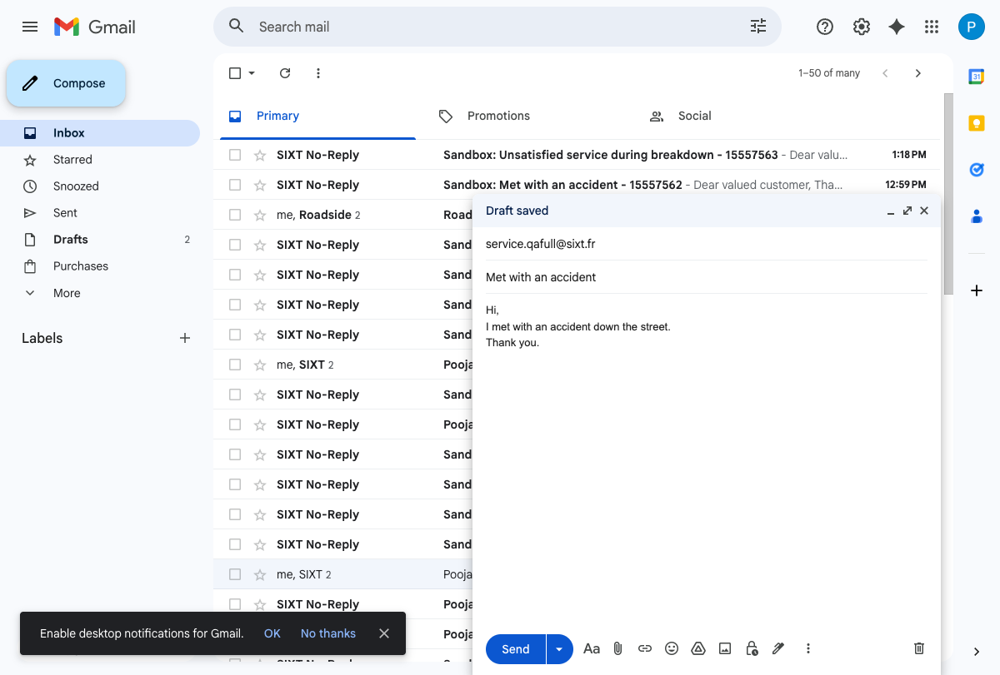 Gmail
Search mail
P
Compose
1–50 of many
31
Primary
Promotions
Social
Inbox
Starred
Snoozed
Sent
Drafts 2
Purchases
More
Labels
SIXT No-Reply Sandbox: Unsatisfied service during breakdown - 15557563 - Dear valu... 1:18 PM
SIXT No-Reply Sandbox: Met with an accident - 15557562 - Dear valued customer, Tha... 12:59 PM
me, Roadside 2 Road
SIXT No-Reply Sand
SIXT No-Reply Sand
SIXT No-Reply Sand
SIXT No-Reply Sand
me, SIXT 2 Pooja
SIXT No-Reply Sand
SIXT No-Reply Pooja
SIXT No-Reply Sand
SIXT No-Reply Sand
SIXT No-Reply Sand
SIXT No-Reply Sand
me, SIXT 2 Pooja
SIXT No-Reply Pooja
Pooja
Draft saved
service.qafull@sixt.fr
Met with an accident
Hi,
I met with an accident down the street.
Thank you.
Send
Aa
Enable desktop notifications for Gmail. OK No thanks